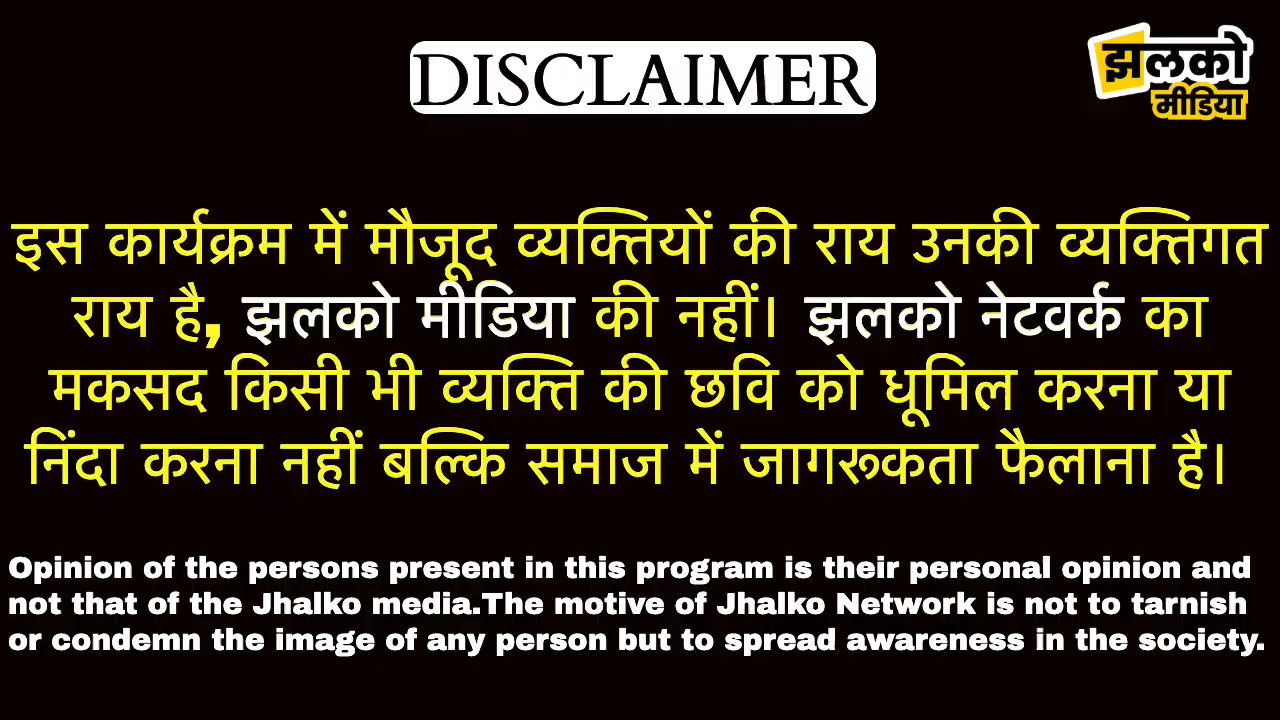 DISCLAIMER
झलको
मीडिया
इस कार्यक्रम में मौजूद व्यक्तियों की राय उनकी व्यक्तिगत
राय है, झलको मीडिया की नहीं। झलको नेटवर्क का
मकसद किसी भी व्यक्ति की छवि को धूमिल करना या
निंदा करना नहीं बल्कि समाज में जागरूकता फैलाना है।
Opinion of the persons present in this program is their personal opinion and
not that of the Jhalko media.The motive of Jhalko Network is not to tarnish
or condemn the image of any person but to spread awareness in the society.